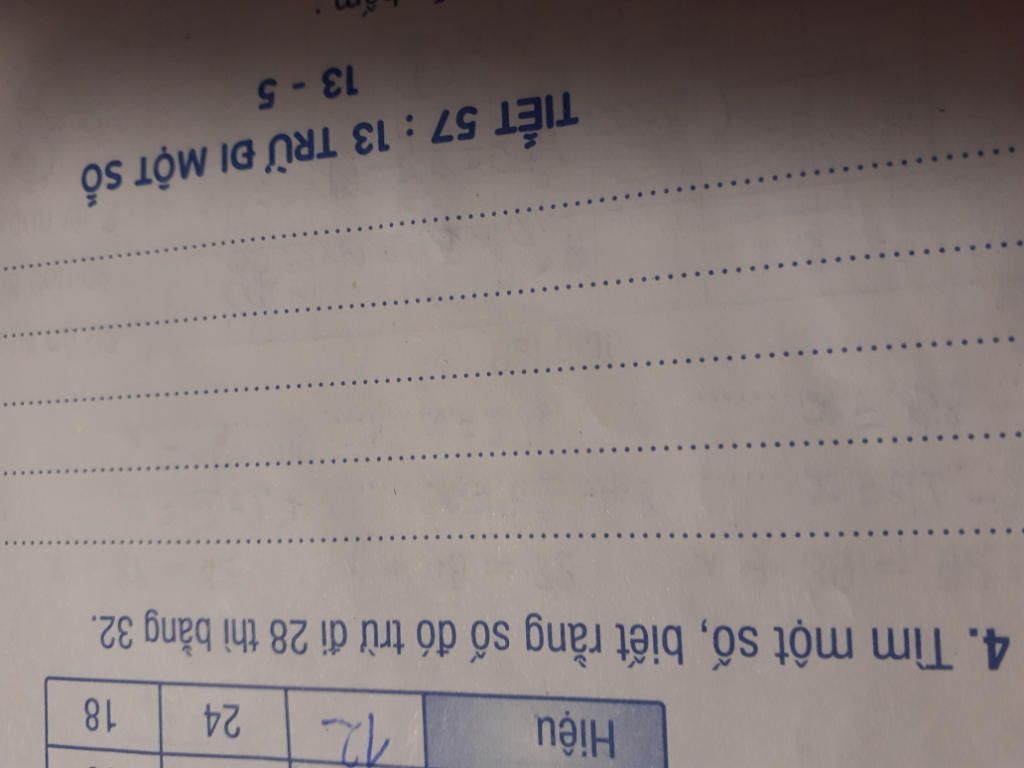 Hiệu 12 24 18
4. Tìm một số, biết rằng số đó trừ đi 28 thì bằng 32.
TIẾT 57 : 13 TRỪ ĐI MỘT SỐ
13 - 5